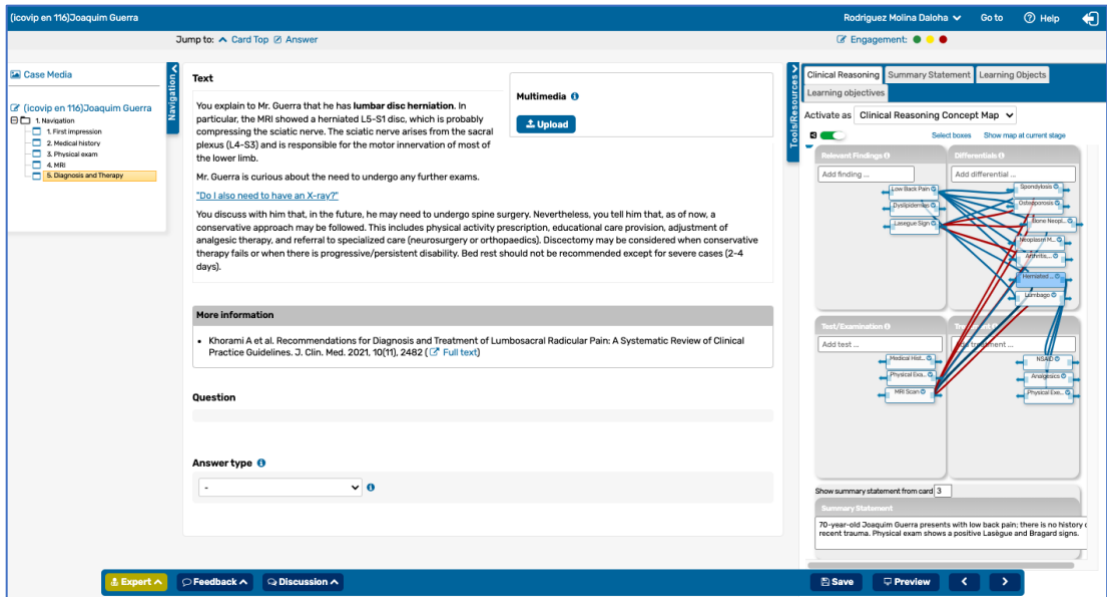 (icovip en 116)Joaquim Guerra
Rodriguez Molina Daloha
Go to
Help
Jump to: Card Top Answer
Engagement:
Case Media
(icovip en 116)Joaquim Guerra
1. Navigation
1. First impression
2. Medical history
3. Physical exam
4. MRI
5. Diagnosis and Therapy
Navigation
Text
You explain to Mr. Guerra that he has lumbar disc herniation. In
particular, the MRI showed a herniated L5-S1 disc, which is probably
compressing the sciatic nerve. The sciatic nerve arises from the sacral
plexus (L4-S3) and is responsible for the motor innervation of most of
the lower limb.
Mr. Guerra is curious about the need to undergo any further exams.
"Do I also need to have an X-ray?"
You discuss with him that, in the future, he may need to undergo spine surgery. Nevertheless, you tell him that, as of now, a
conservative approach may be followed. This includes physical activity prescription, educational care provision, adjustment of
analgesic therapy, and referral to specialized care (neurosurgery or orthopaedics). Discectomy may be considered when conservative
therapy fails or when there is progressive/persistent disability. Bed rest should not be recommended except for severe cases (2-4
days).
Multimedia
Upload
More information
• Khorami A et al. Recommendations for Diagnosis and Treatment of Lumbosacral Radicular Pain: A Systematic Review of Clinical
Practice Guidelines. J. Clin. Med. 2021, 10(11), 2482 ( Full text)
Question
Answer type
-
Tools/Resources
Clinical Reasoning
Summary Statement
Learning Objects
Learning objectives
Activate as Clinical Reasoning Concept Map
Select boxes
Show map at current stage
Relevant Findings
Differentials
Add finding ...
Add differential ...
Low Back Pain
Dyslipidemias
Lasegue Sign
Spondylosis
Osteoporosis
Bone Neopl...
Neoplasm M...
Arthritis,...
Herniated ...
Lumbago
Test/Examination
Add test ...
Medical Hist...
Physical Exa...
MRI Scan
NSAID
Analgesics
Physical Exe...
Show summary statement from card 3
Summary Statement
70-year-old Joaquim Guerra presents with low back pain; there is no history
recent trauma. Physical exam shows a positive Lasègue and Bragard signs.
Expert
Feedback
Discussion
Save
Preview